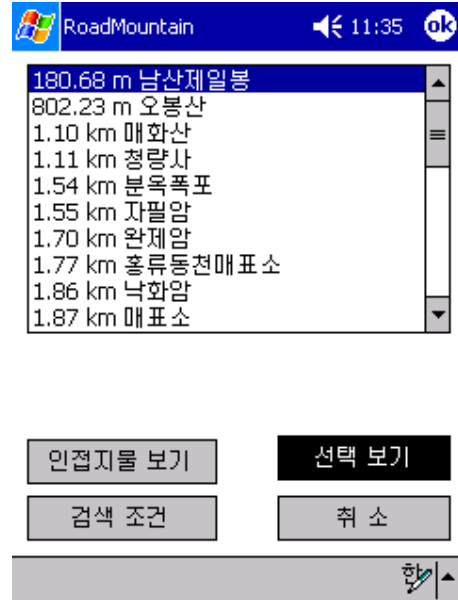 RoadMountain 11:35 ok
180.68 m 남산제일봉
802.23 m 오봉산
1.10 km 매화산
1.11 km 청량사
1.54 km 분옥폭포
1.55 km 자필암
1.70 km 완제암
1.77 km 홍류동천매표소
1.86 km 낙화암
1.87 km 매표소
인접지물 보기 선택 보기
검색 조건 취 소
한